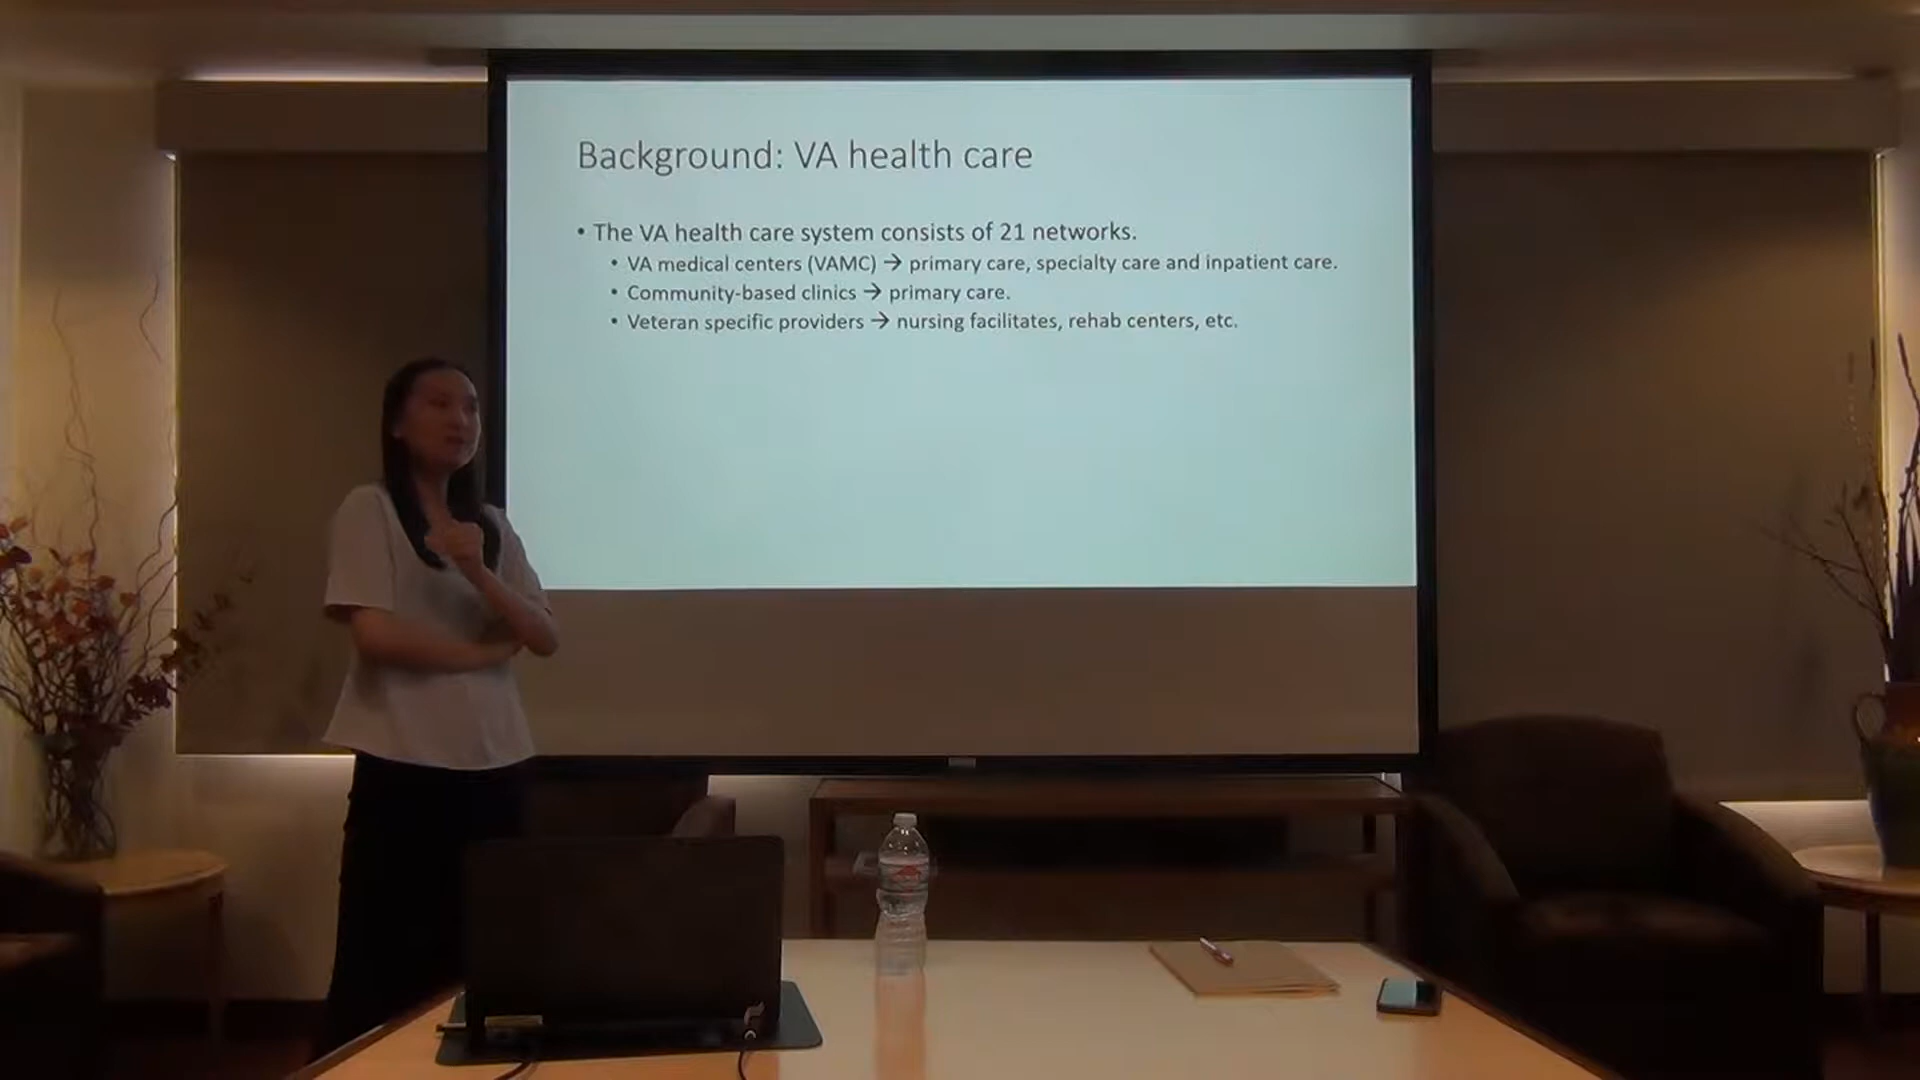 Background: VA health care
• The VA health care system consists of 21 networks.
• VA medical centers (VAMC) → primary care, specialty care and inpatient care.
• Community-based clinics → primary care.
• Veteran specific providers → nursing facilitates, rehab centers, etc.